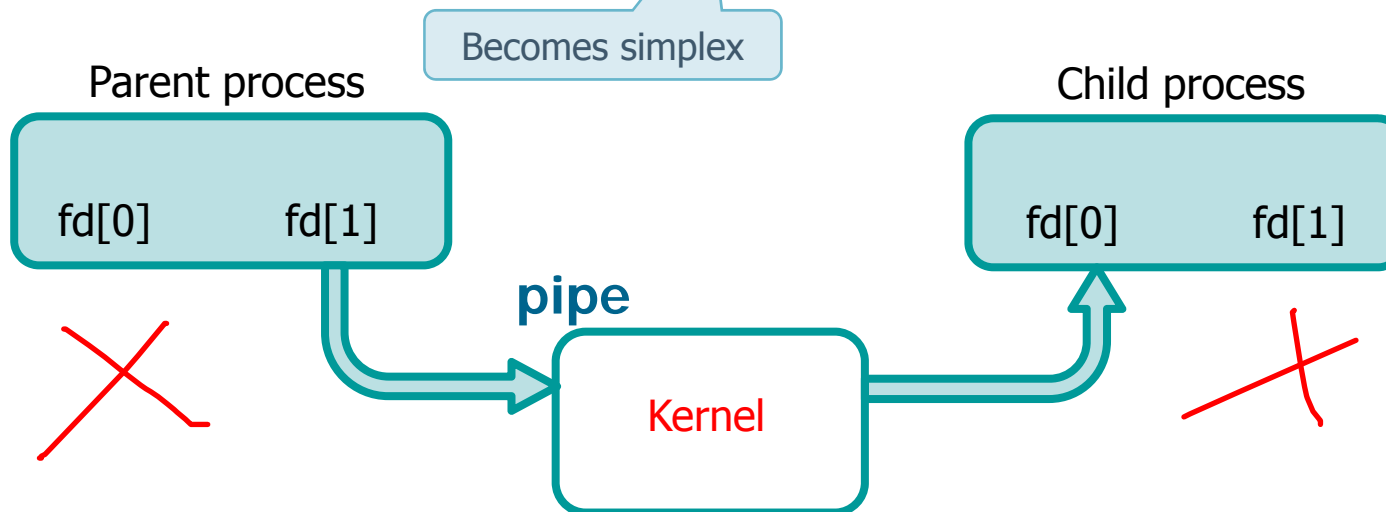 Becomes simplex
Parent process
Child process
fd[0] fd[1]
fd[0] fd[1]
pipe
Kernel